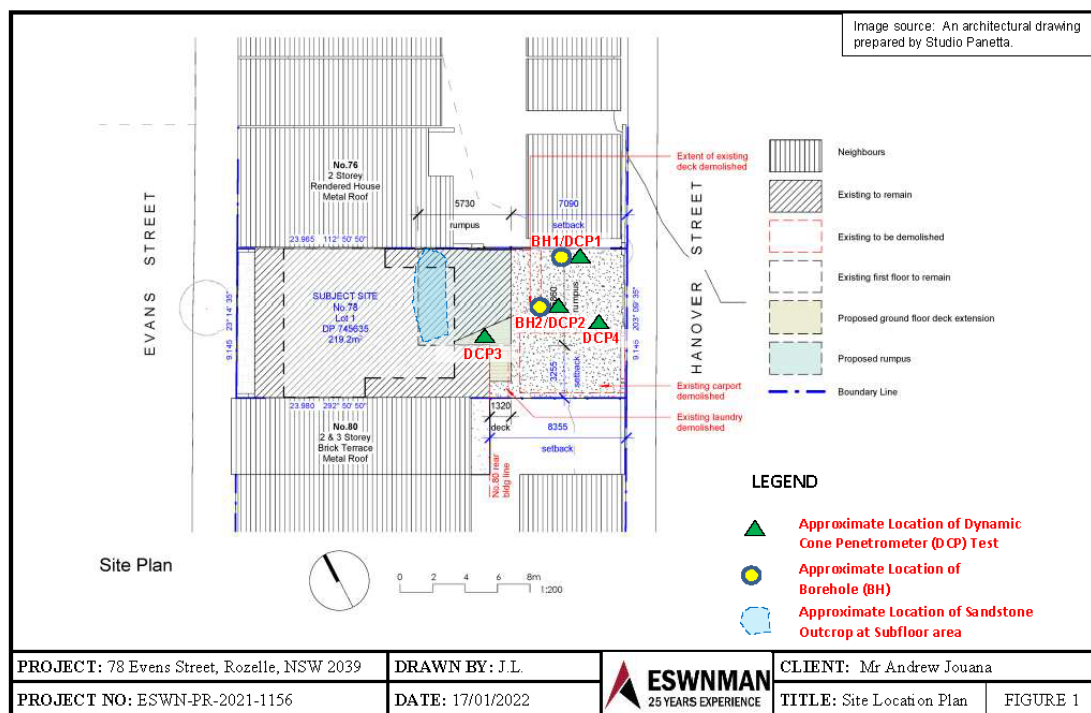 Image source: An architectural drawing
prepared by Studio Panetta.
EVANS STREET
HANOVER STREET
No.76
2 Storey
Rendered House
Metal Roof
5730
rumpus
7090
setback
Extent of existing
deck demolished
23.965 112° 50' 50"
BH1/DCP1
SUBJECT SITE
No 78
Lot 1
DP 745635
219.2m²
23° 14' 35"
9.145
rumpus
BH2/DCP2
DCP4
DCP3
203° 09' 35"
9.145
3255
setback
Existing carport
demolished
Existing laundry
demolished
23.980 292° 50' 50"
1320
deck
8355
setback
No.80
2 & 3 Storey
Brick Terrace
Metal Roof
No.80 rear
bldg line
Neighbours
Existing to remain
Existing to be demolished
Existing first floor to remain
Proposed ground floor deck extension
Proposed rumpus
Boundary Line
LEGEND
Approximate Location of Dynamic
Cone Penetrometer (DCP) Test
Approximate Location of
Borehole (BH)
Approximate Location of Sandstone
Outcrop at Subfloor area
Site Plan
0 2 4 6 8m
1:200
PROJECT: 78 Evens Street, Rozelle, NSW 2039
DRAWN BY: J.L.
ESWNMAN
25 YEARS EXPERIENCE
CLIENT: Mr Andrew Jouana
PROJECT NO: ESWN-PR-2021-1156
DATE: 17/01/2022
TITLE: Site Location Plan
FIGURE 1